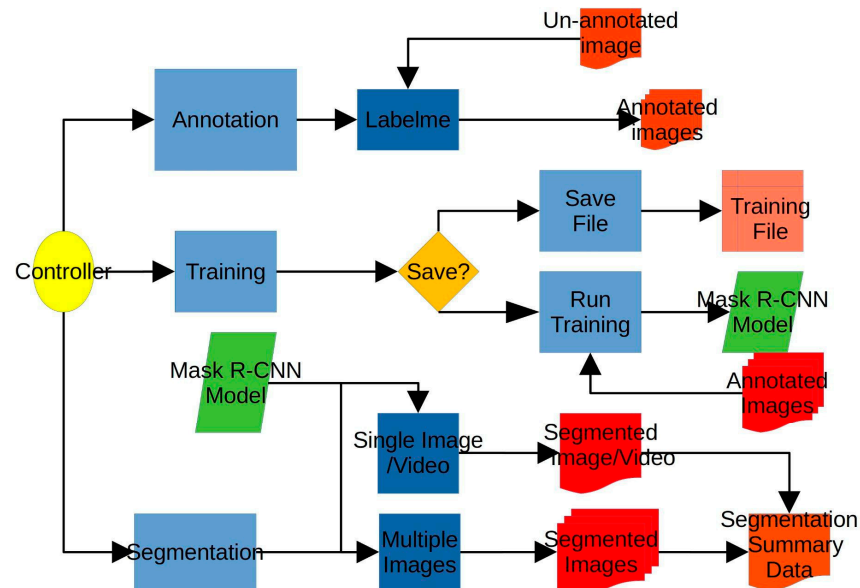 Un-annotated
image
Annotation
Labelme
Annotated
images
Save
File
Training
File
Controller
Training
Save?
Run
Training
Mask R-CNN
Model
Mask R-CNN
Model
Annotated
Images
Single Image
/Video
Segmented
Image/Video
Segmentation
Multiple
Images
Segmented
Images
Segmentation
Summary
Data